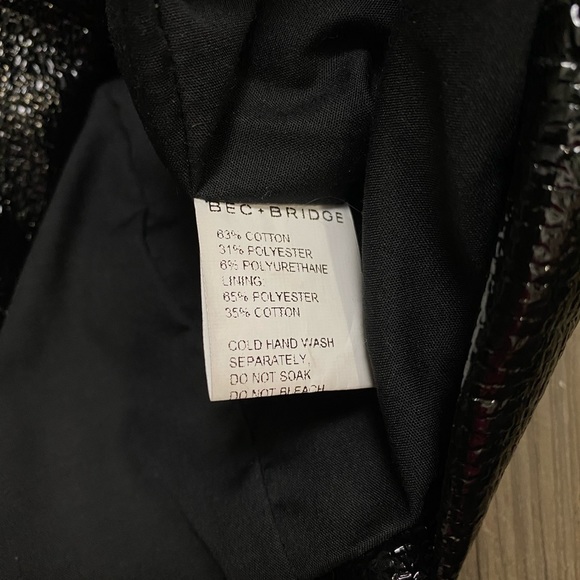 BEC+BRIDGE
63% COTTON
31% POLYESTER
6% POLYURETHANE
LINING:
65% POLYESTER
35% COTTON
COLD HAND WASH
SEPARATELY,
DO NOT SOAK
DO NOT BLEACH